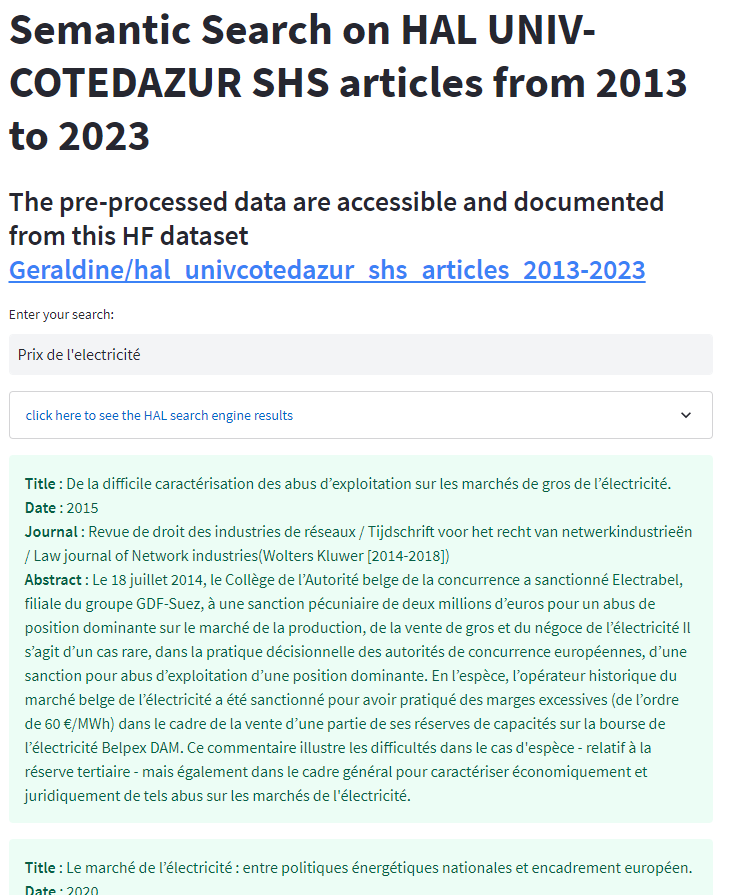 Semantic Search on HAL UNIV-
COTEDAZUR SHS articles from 2013
to 2023
The pre-processed data are accessible and documented
from this HF dataset
Geraldine/hal_univcotedazur_shs_articles_2013-2023
Enter your search:
Prix de l'electricité
click here to see the HAL search engine results
Title : De la difficile caractérisation des abus d’exploitation sur les marchés de gros de l’électricité.
Date : 2015
Journal : Revue de droit des industries de réseaux / Tijdschrift voor het recht van netwerkindustrieën
/ Law journal of Network industries(Wolters Kluwer [2014-2018])
Abstract : Le 18 juillet 2014, le Collège de l’Autorité belge de la concurrence a sanctionné Electrabel,
filiale du groupe GDF-Suez, à une sanction pécuniaire de deux millions d’euros pour un abus de
position dominante sur le marché de la production, de la vente de gros et du négoce de l’électricité Il
s’agit d’un cas rare, dans la pratique décisionnelle des autorités de concurrence européennes, d’une
sanction pour abus d’exploitation d’une position dominante. En l’espèce, l’opérateur historique du
marché belge de l’électricité a été sanctionné pour avoir pratiqué des marges excessives (de l’ordre
de 60 €/MWh) dans le cadre de la vente d’une partie de ses réserves de capacités sur la bourse de
l’électricité Belpex DAM. Ce commentaire illustre les difficultés dans le cas d'espèce - relatif à la
réserve tertiaire - mais également dans le cadre général pour caractériser économiquement et
juridiquement de tels abus sur les marchés de l'électricité.
Title : Le marché de l’électricité : entre politiques énergétiques nationales et encadrement européen.
Date : 2020